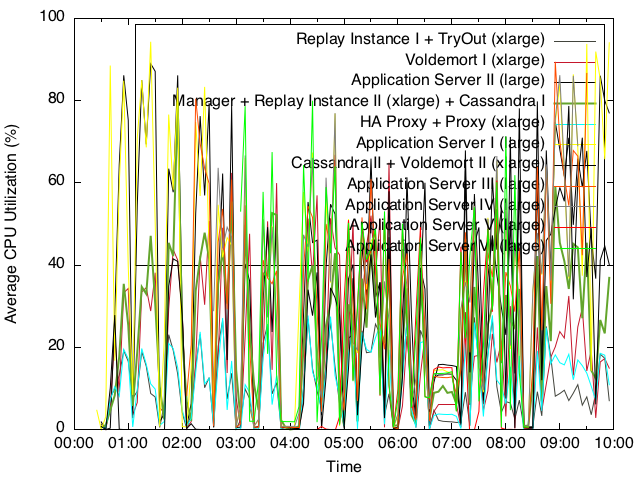 100
80
60
40
20
0
Average CPU Utilization (%)
Replay Instance I + TryOut (xlarge)
Voldemort I (xlarge)
Application Server II (large)
Manager + Replay Instance II (xlarge) + Cassandra I
HA Proxy + Proxy (xlarge)
Application Server I (large)
Cassandra II + Voldemort II (xlarge)
Application Server III (large)
Application Server IV (large)
Application Server V (large)
Application Server VI (large)
00:00 01:00 02:00 03:00 04:00 05:00 06:00 07:00 08:00 09:00 10:00
Time